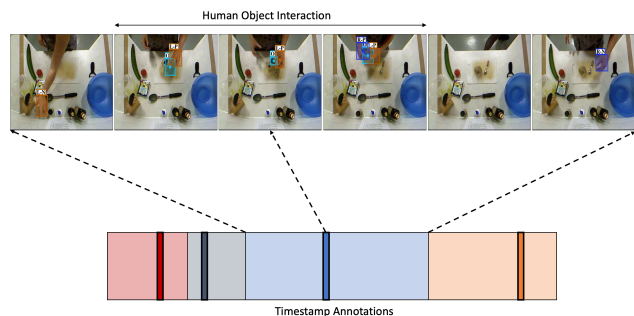 Human Object Interaction
L-P
L-P
L-P
R-N
Timestamp Annotations